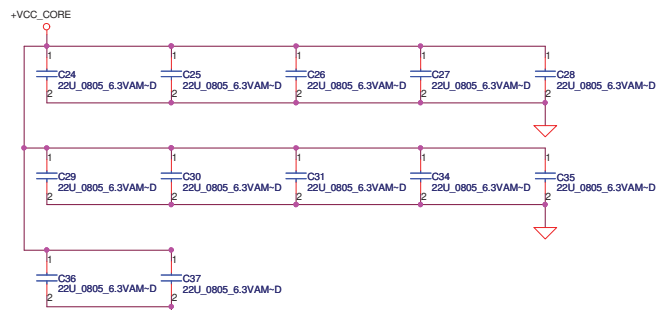 +VCC_CORE
1 1 1 1 1
C24 C25 C26 C27 C28
22U_0805_6.3VAM~D 22U_0805_6.3VAM~D 22U_0805_6.3VAM~D 22U_0805_6.3VAM~D 22U_0805_6.3VAM~D
2 2 2 2 2
1 1 1 1 1
C29 C30 C31 C34 C35
22U_0805_6.3VAM~D 22U_0805_6.3VAM~D 22U_0805_6.3VAM~D 22U_0805_6.3VAM~D 22U_0805_6.3VAM~D
2 2 2 2 2
1 1
C36 C37
22U_0805_6.3VAM~D 22U_0805_6.3VAM~D
2 2